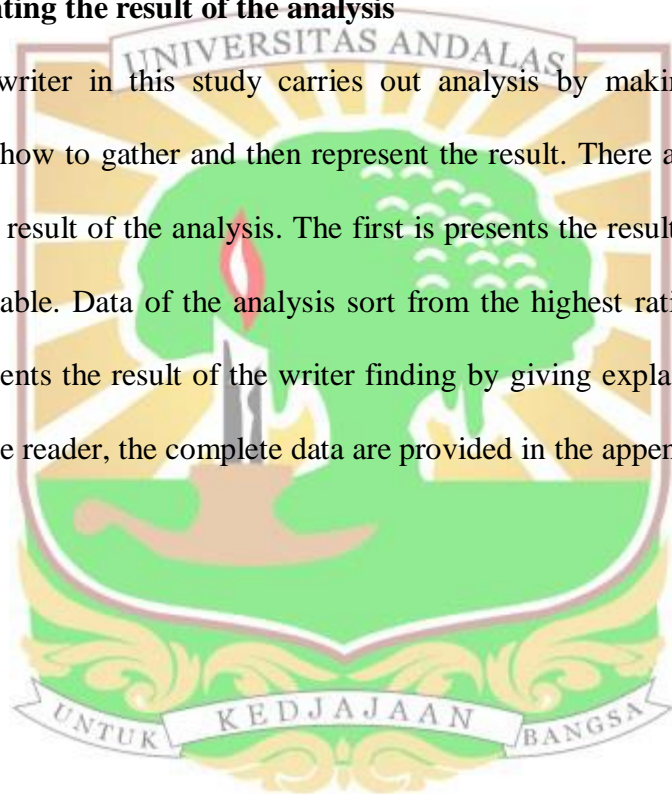 nting the result of the analysis
UNIVERSITAS ANDALAS
writer in this study carries out analysis by makin
how to gather and then represent the result. There a
result of the analysis. The first is presents the result
able. Data of the analysis sort from the highest rati
ents the result of the writer finding by giving expla
e reader, the complete data are provided in the appen
UNTUK KEDJAJAAN BANGSA